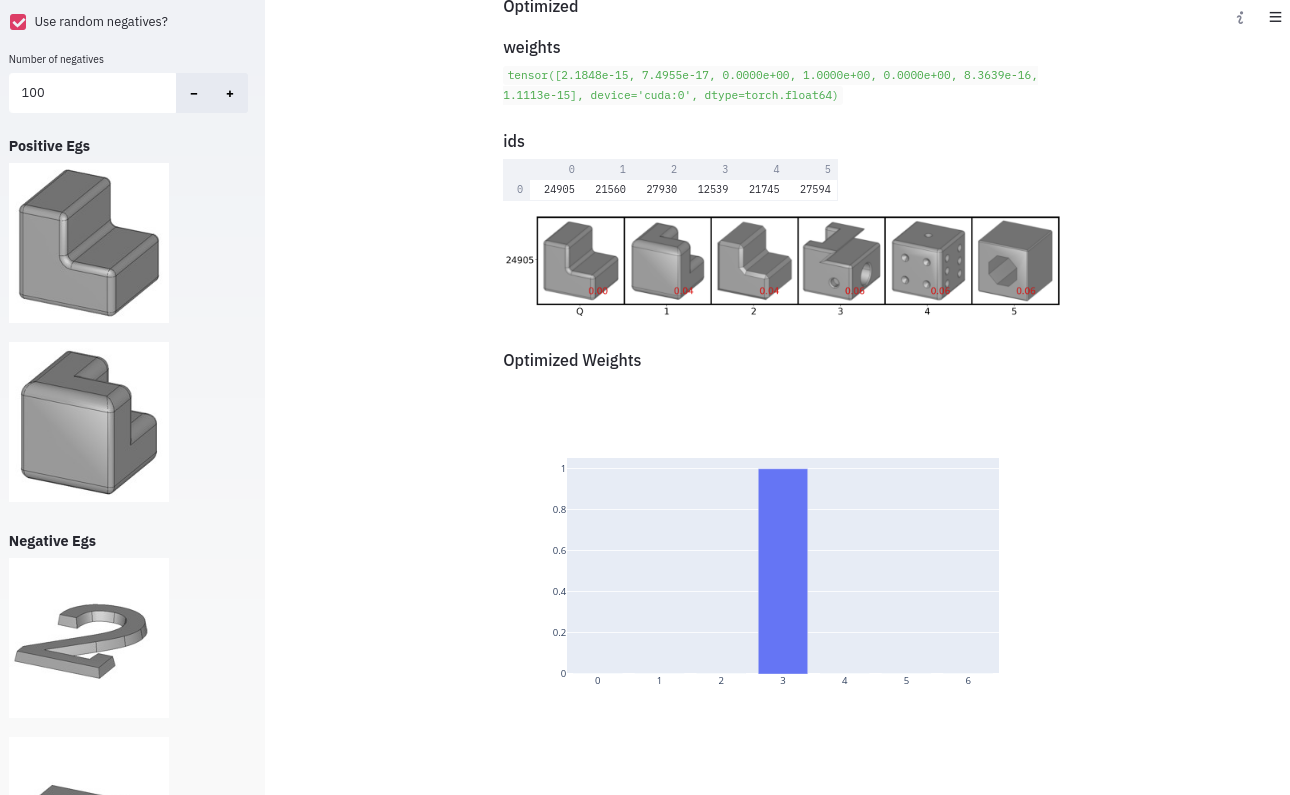 Use random negatives?
Number of negatives
100 - +
Positive Egs
Negative Egs
Optimized
weights
tensor([2.1848e-15, 7.4955e-17, 0.0000e+00, 1.0000e+00, 0.0000e+00, 8.3639e-16,
1.1113e-15], device='cuda:0', dtype=torch.float64)
ids
0 1 2 3 4 5
0 24905 21560 27930 12539 21745 27594
24905
0.00 0.04 0.04 0.06 0.06 0.06
Q 1 2 3 4 5
Optimized Weights
1
0.8
0.6
0.4
0.2
0
0 1 2 3 4 5 6